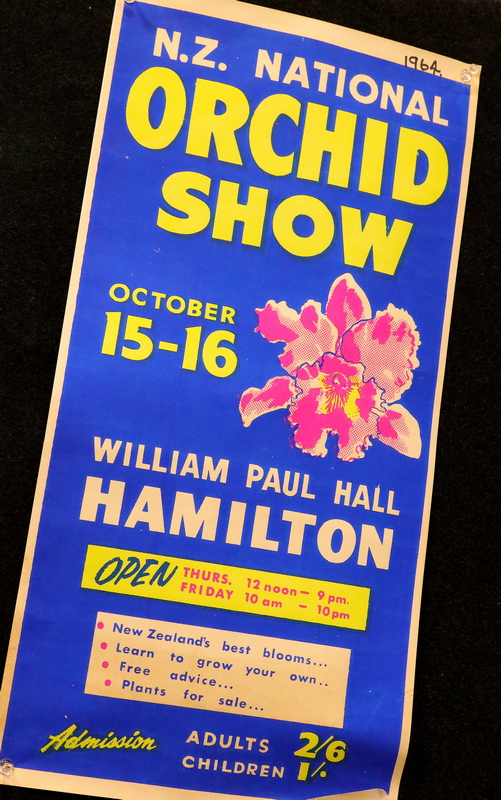 1964.
N.Z. NATIONAL
ORCHID
SHOW
OCTOBER
15-16
WILLIAM PAUL HALL
HAMILTON
OPEN THURS. 12 noon - 9 pm.
FRIDAY 10 am - 10pm
• New Zealand's best blooms...
• Learn to grow your own..
• Free advice...
• Plants for sale...
Admission ADULTS 2/6
CHILDREN 1/.